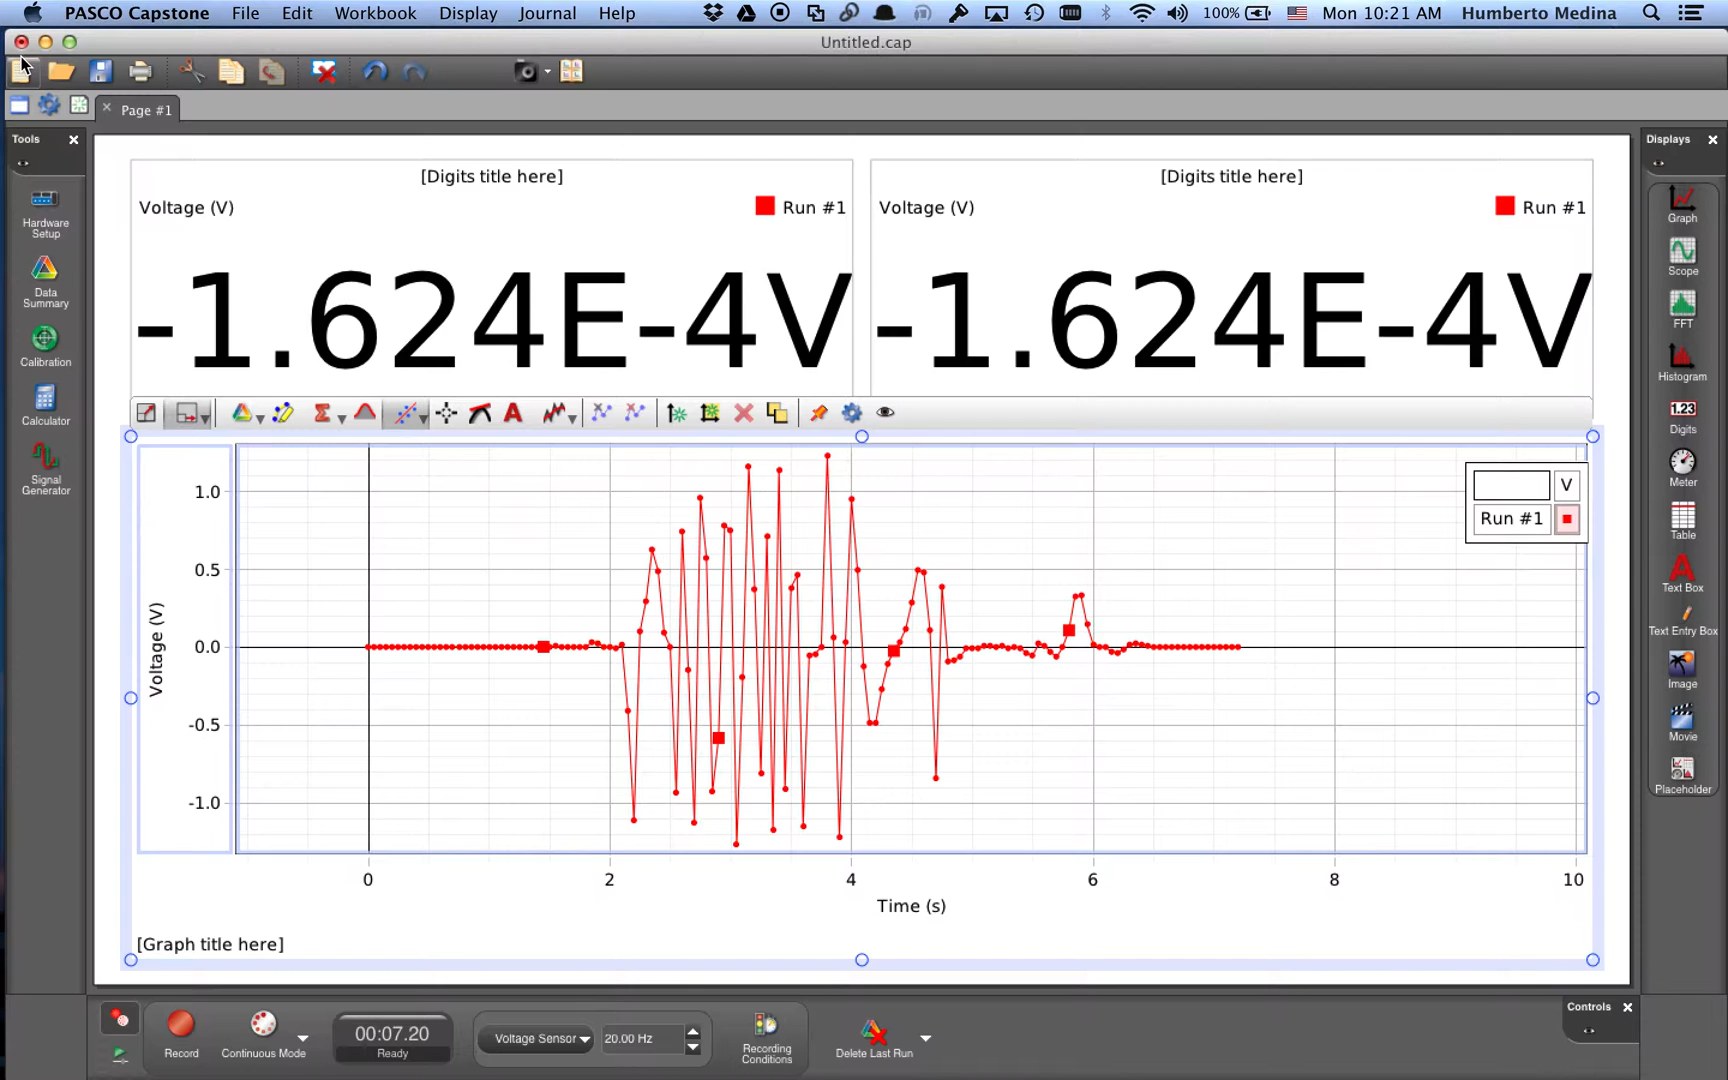 PASCO Capstone File Edit Workbook Display Journal Help 100% Mon 10:21 AM Humberto Medina
Untitled.cap
Page #1
Tools
Hardware
Setup
Data
Summary
Calibration
Calculator
Signal
Generator
[Digits title here]
Voltage (V) Run #1
-1.624E-4V
[Digits title here]
Voltage (V) Run #1
-1.624E-4V
V
Run #1
Voltage (V)
1.0
0.5
0.0
-0.5
-1.0
0 2 4 6 8 10
Time (s)
[Graph title here]
Displays
Graph
Scope
FFT
Histogram
1.23
Digits
Meter
Table
Text Box
Text Entry Box
Image
Movie
Placeholder
Record
Continuous Mode
00:07.20
Ready
Voltage Sensor
20.00 Hz
Recording
Conditions
Delete Last Run
Controls